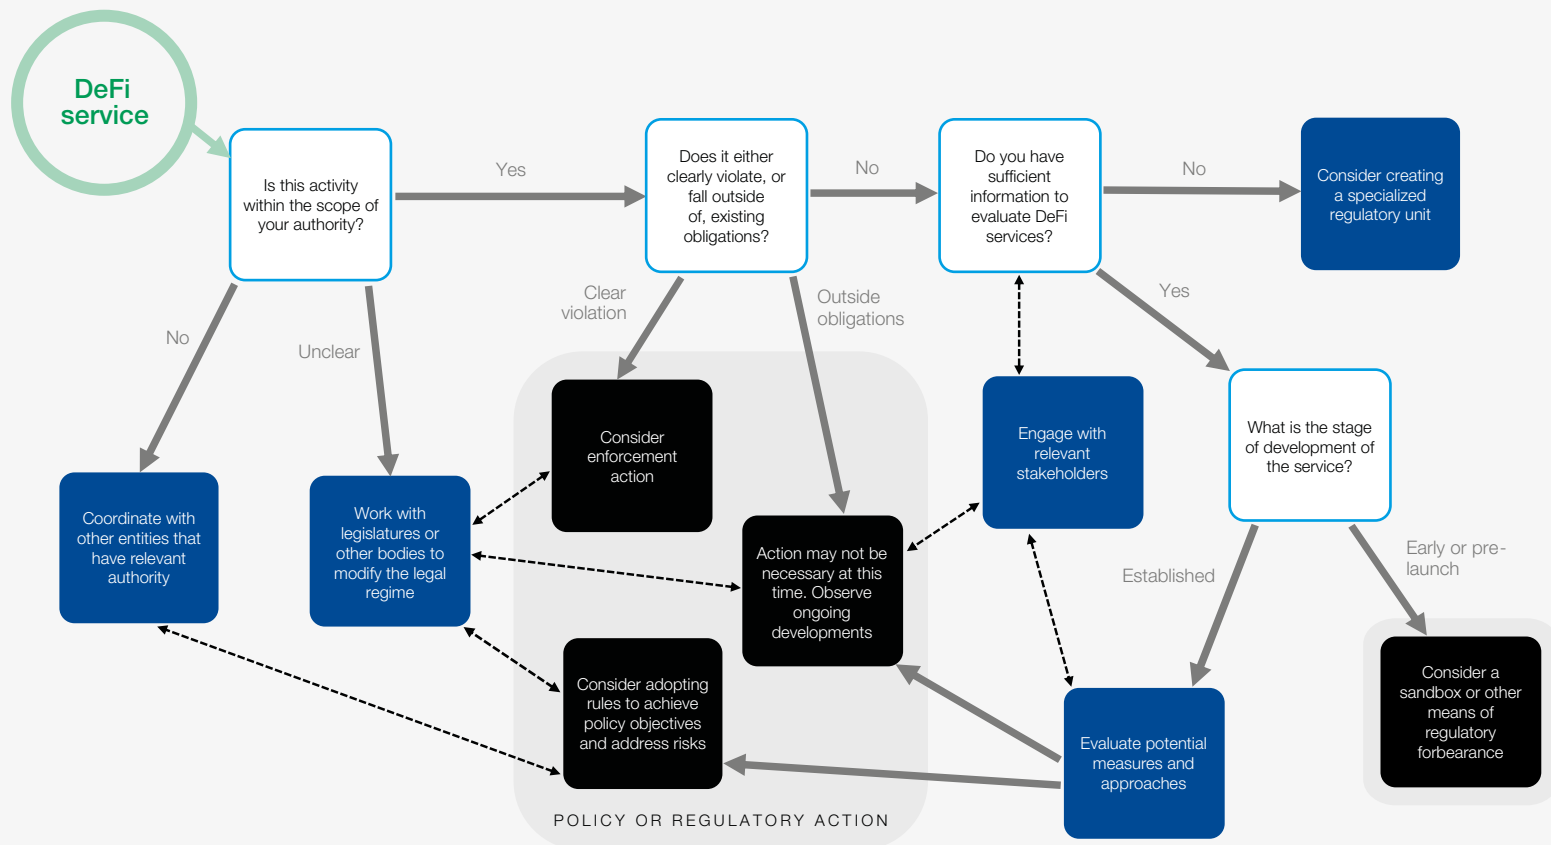 DeFi
service
Is this activity
within the scope of
your authority?
Yes
Does it either
clearly violate, or
fall outside
of, existing
obligations?
No
Do you have
sufficient
information to
evaluate DeFi
services?
No
Consider creating
a specialized
regulatory unit
No
Unclear
Clear
violation
Outside
obligations
Yes
Coordinate with
other entities that
have relevant
authority
Work with
legislatures or
other bodies to
modify the legal
regime
Consider
enforcement
action
Action may not be
necessary at this
time. Observe
ongoing
developments
Engage with
relevant
stakeholders
What is the stage
of development of
the service?
Established
Early or pre-
launch
Consider adopting
rules to achieve
policy objectives
and address risks
Evaluate potential
measures and
approaches
Consider a
sandbox or other
means of
regulatory
forbearance
POLICY OR REGULATORY ACTION